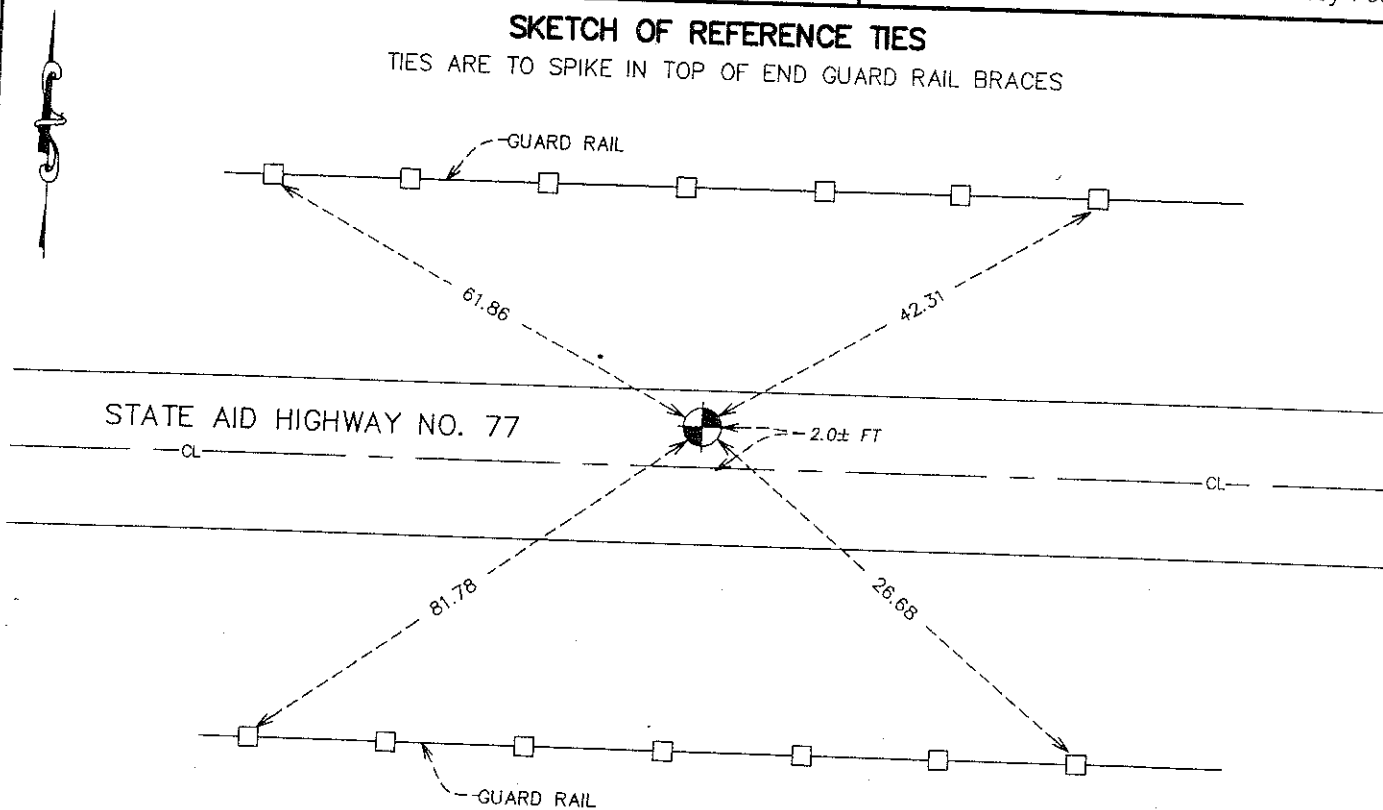 SKETCH OF REFERENCE TIES
TIES ARE TO SPIKE IN TOP OF END GUARD RAIL BRACES
GUARD RAIL
61.86
42.31
STATE AID HIGHWAY NO. 77
2.0± FT
CL
CL
81.78
26.68
GUARD RAIL